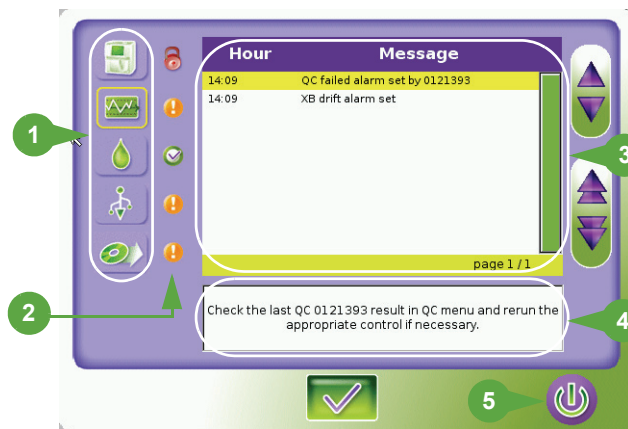 Hour Message
14:09 QC failed alarm set by 0121393
14:09 XB drift alarm set
page 1 / 1
Check the last QC 0121393 result in QC menu and rerun the
appropriate control if necessary.
1
2
3
4
5